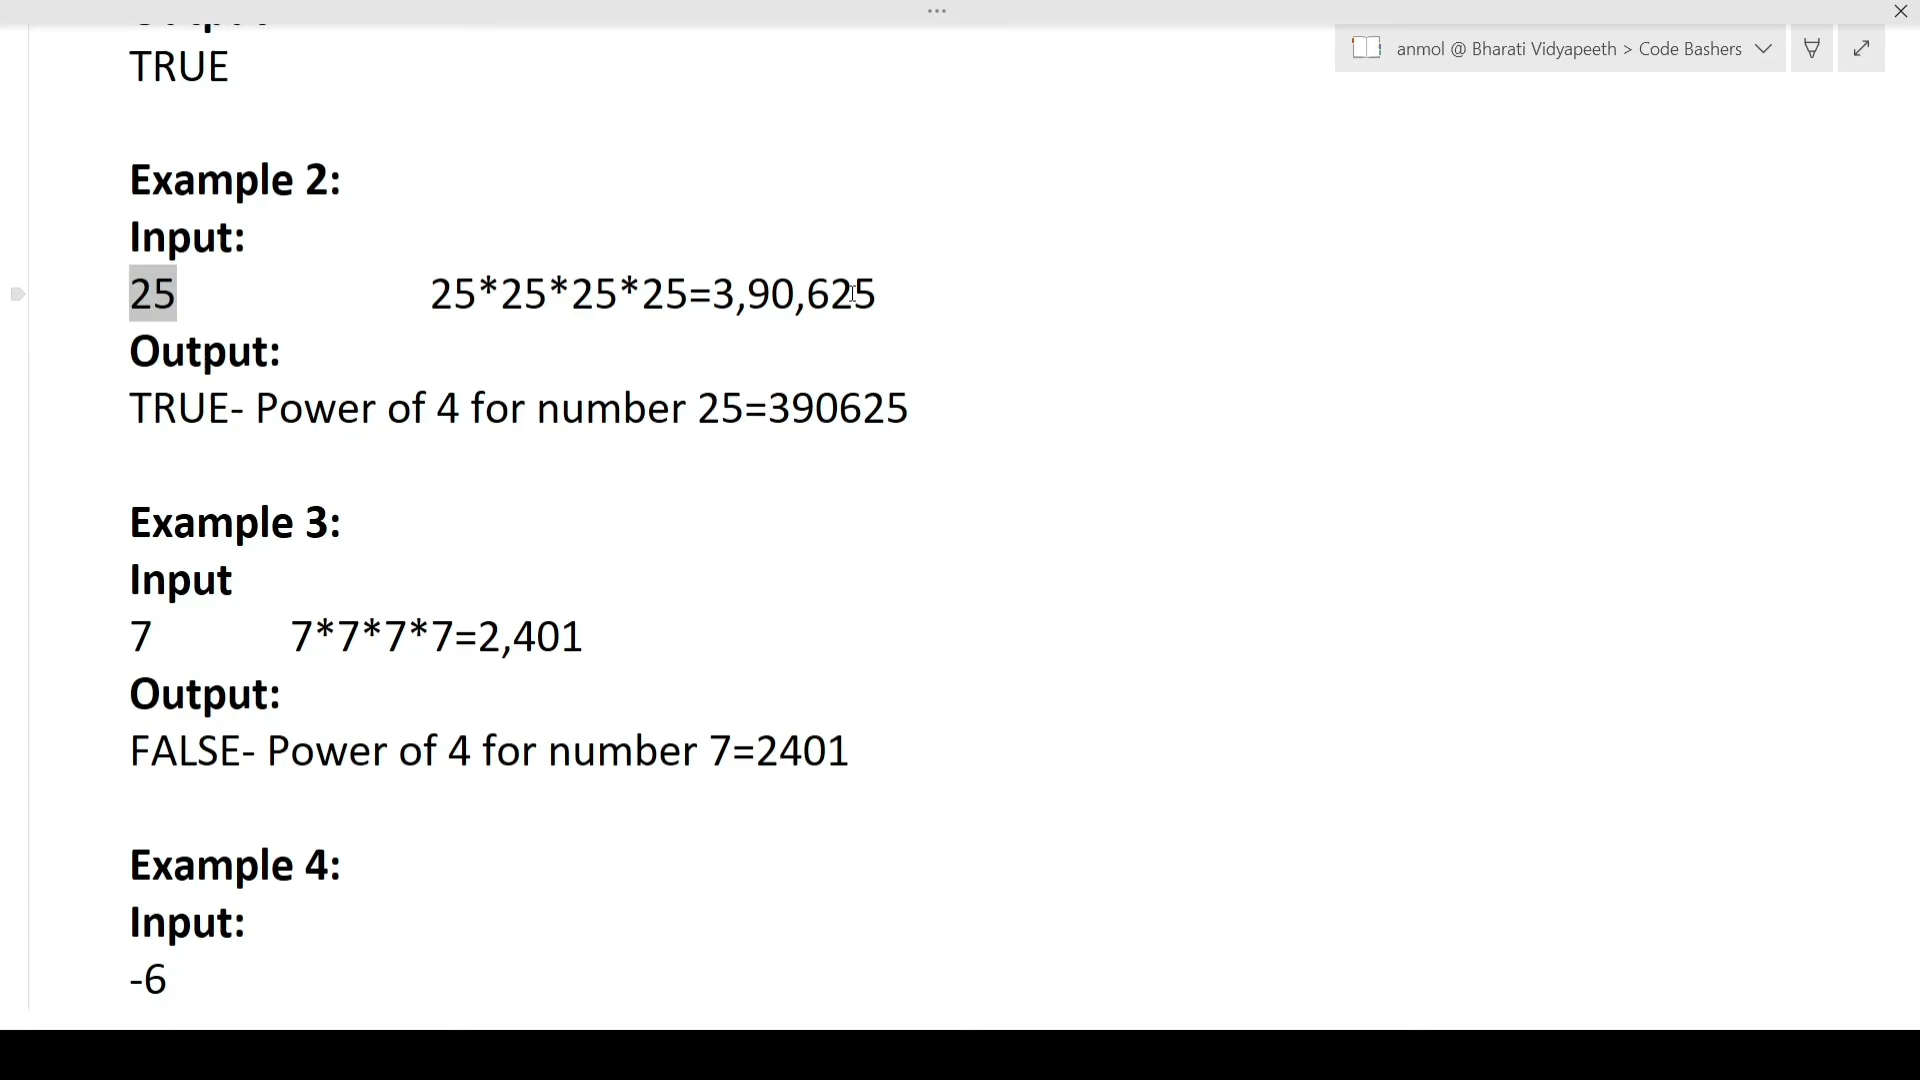 anmol @ Bharati Vidyapeeth > Code Bashers
TRUE
Example 2:
Input:
25 25*25*25*25=3,90,625
Output:
TRUE- Power of 4 for number 25=390625
Example 3:
Input
7 7*7*7*7=2,401
Output:
FALSE- Power of 4 for number 7=2401
Example 4:
Input:
-6